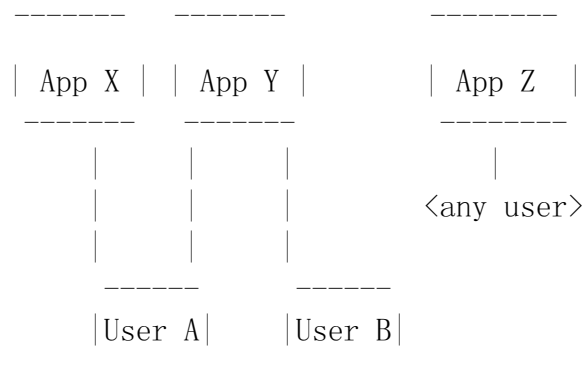 -------   -------         --------
| App X |  | App Y |        | App Z  |
-------   -------         --------
|     |     |            |
|     |     |        <any user>
|     |     |
------      ------
|User A|     |User B|